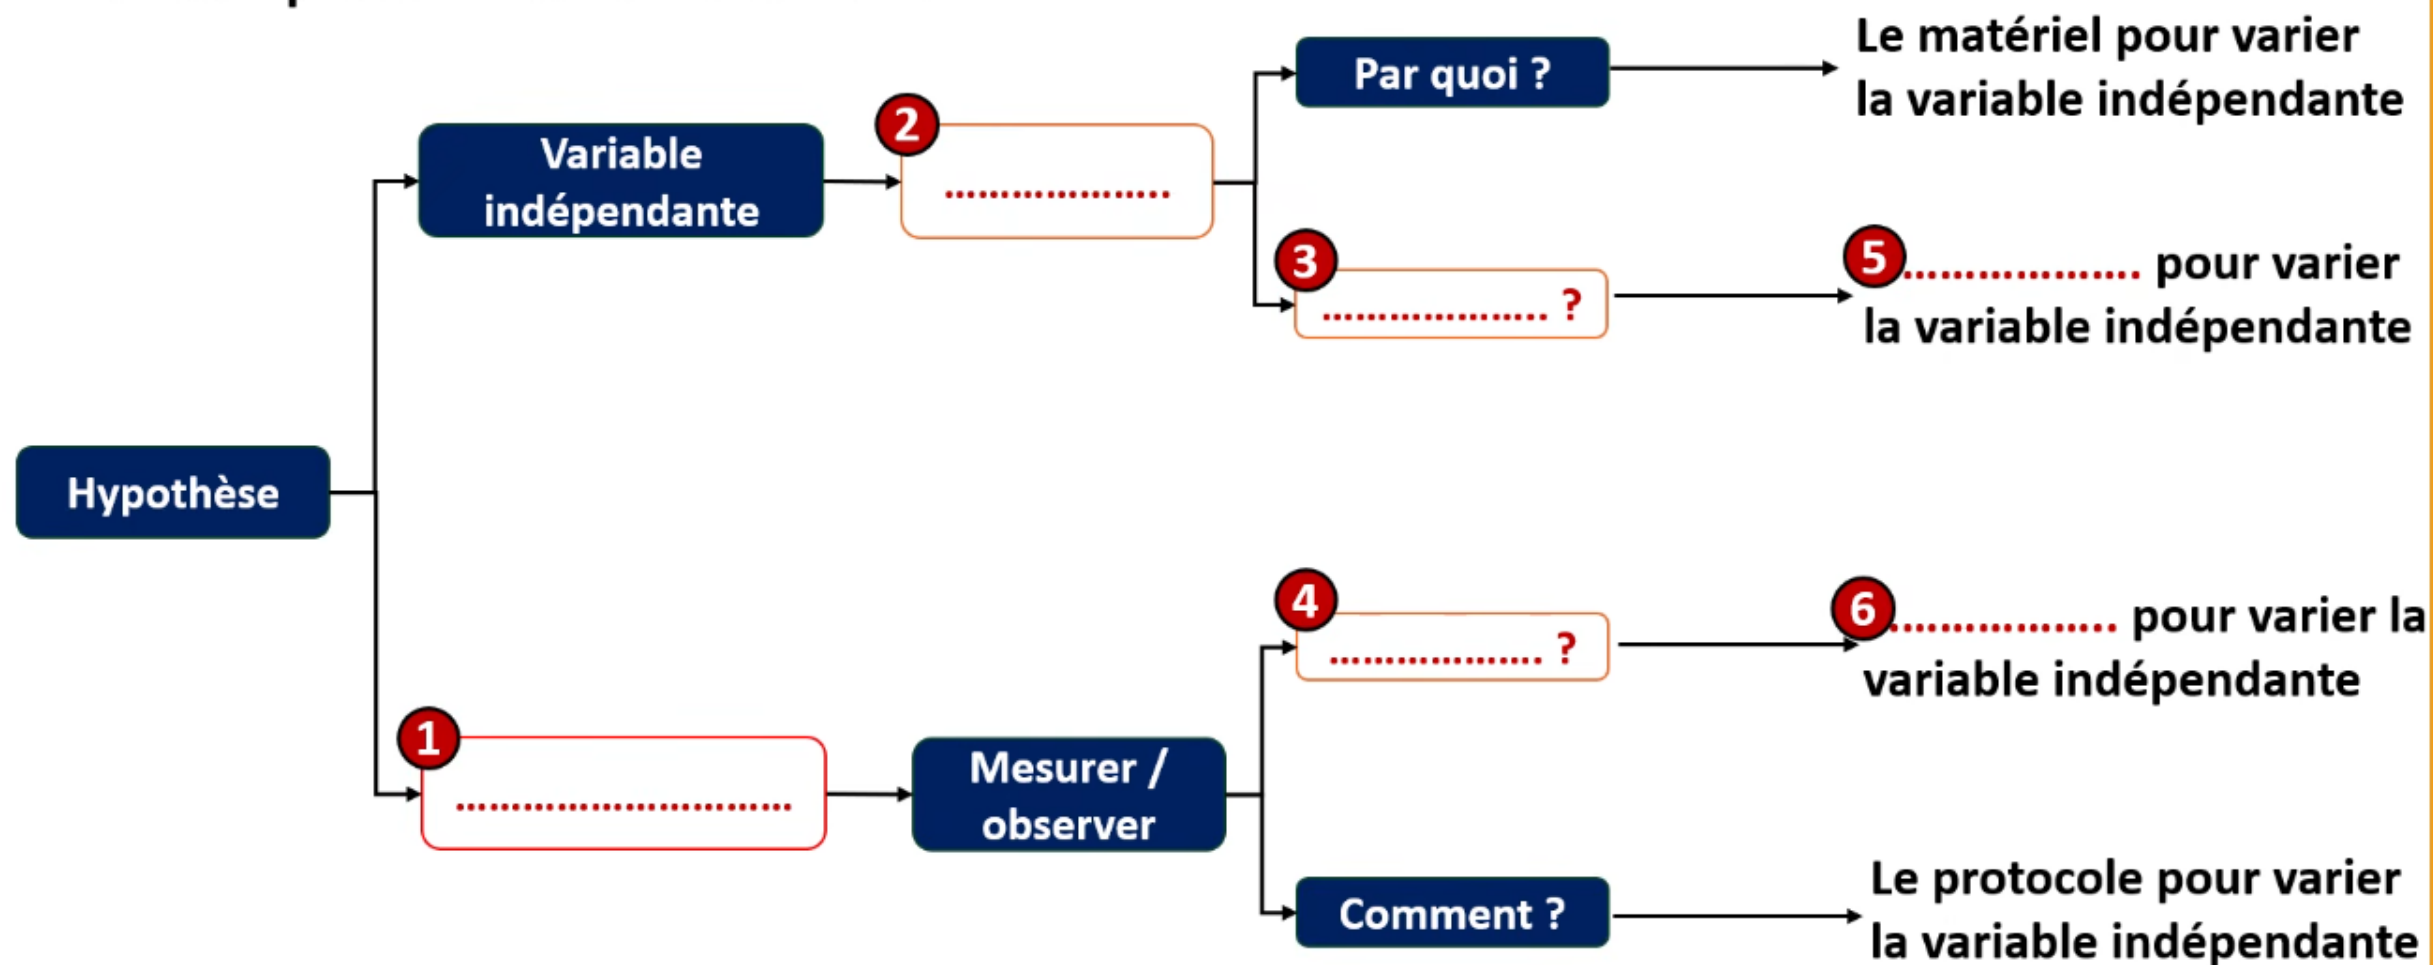 Par quoi ?
Le matériel pour varier
la variable indépendante
2
Variable
indépendante
....................
3
.................... ?
5
.................... pour varier
la variable indépendante
Hypothèse
4
................... ?
6
.................... pour varier la
variable indépendante
1
..............................
Mesurer /
observer
Comment ?
Le protocole pour varier
la variable indépendante